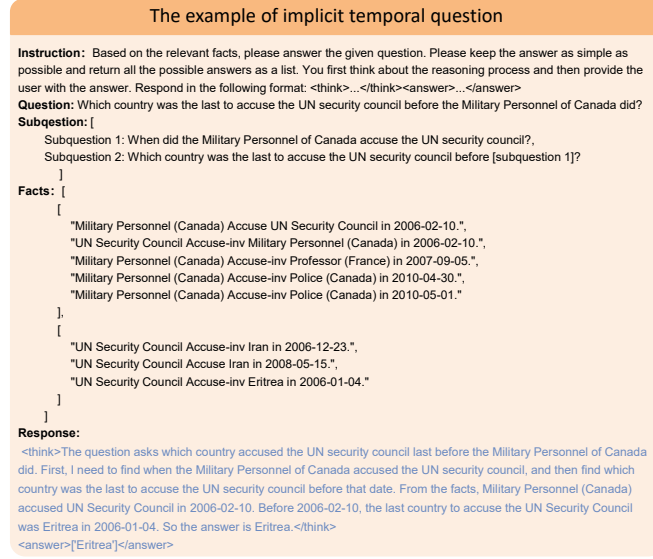 The example of implicit temporal question
Instruction: Based on the relevant facts, please answer the given question. Please keep the answer as simple as
possible and return all the possible answers as a list. You first think about the reasoning process and then provide the
user with the answer. Respond in the following format: <think>...</think><answer>...</answer>
Question: Which country was the last to accuse the UN security council before the Military Personnel of Canada did?
Subqestion: [
Subquestion 1: When did the Military Personnel of Canada accuse the UN security council?,
Subquestion 2: Which country was the last to accuse the UN security council before [subquestion 1]?
]
Facts: [
[
"Military Personnel (Canada) Accuse UN Security Council in 2006-02-10.",
"UN Security Council Accuse-inv Military Personnel (Canada) in 2006-02-10.",
"Military Personnel (Canada) Accuse-inv Professor (France) in 2007-09-05.",
"Military Personnel (Canada) Accuse-inv Police (Canada) in 2010-04-30.",
"Military Personnel (Canada) Accuse-inv Police (Canada) in 2010-05-01."
],
[
"UN Security Council Accuse-inv Iran in 2006-12-23.",
"UN Security Council Accuse Iran in 2008-05-15.",
"UN Security Council Accuse-inv Eritrea in 2006-01-04."
]
]
Response:
<think>The question asks which country accused the UN security council last before the Military Personnel of Canada
did. First, I need to find when the Military Personnel of Canada accused the UN security council, and then find which
country was the last to accuse the UN security council before that date. From the facts, Military Personnel (Canada)
accused UN Security Council in 2006-02-10. Before 2006-02-10, the last country to accuse the UN Security Council
was Eritrea in 2006-01-04. So the answer is Eritrea.</think>
<answer>['Eritrea']</answer>